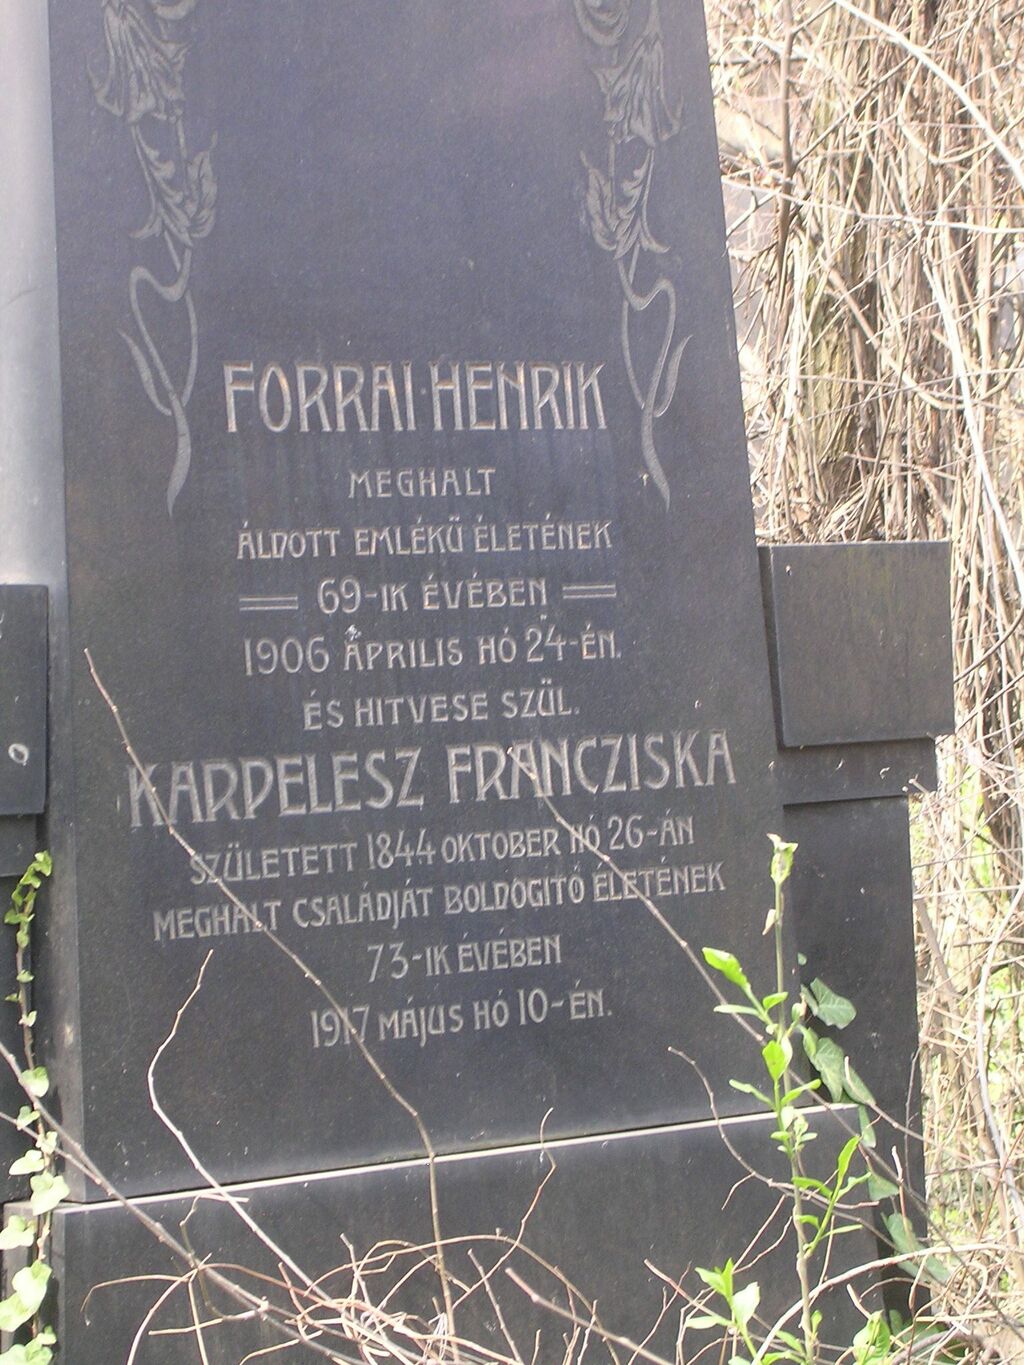 FORRAI·HENRIK
MEGHALT
ÁLDOTT EMLÉKŰ ÉLETÉNEK
69-IK ÉVÉBEN
1906 ÁPRILIS HÓ 24-ÉN.
ÉS HITVESE SZÜL.
KARPELESZ FRANCZISKA
SZÜLETETT 1844 OKTOBER HÓ 26-ÁN
MEGHALT CSALÁDJÁT BOLDOGITÓ ÉLETÉNEK
73-IK ÉVÉBEN
1917 MÁJUS HÓ 10-ÉN.